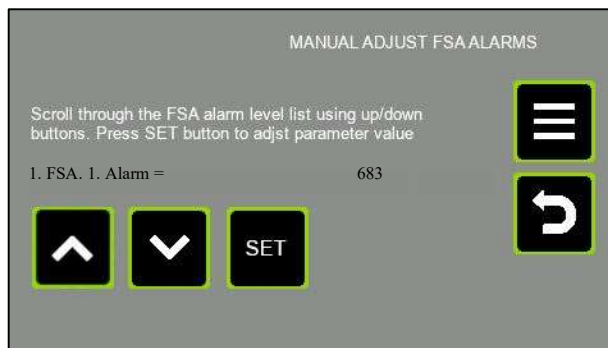 MANUAL ADJUST FSA ALARMS
Scroll through the FSA alarm level list using up/down
buttons. Press SET button to adjst parameter value
1. FSA. 1. Alarm = 683
SET